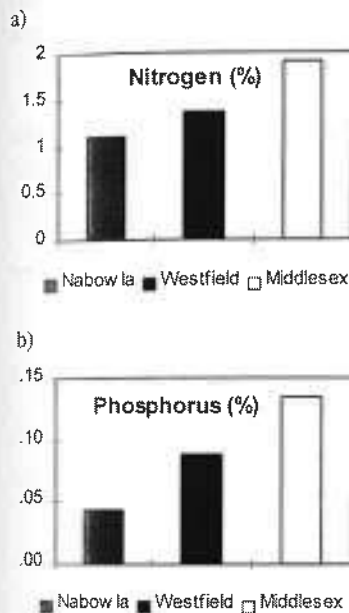 a)
Nitrogen (%)
2
1.5
1
0.5
0
Nabow la Westfield Middlesex
b)
Phosphorus (%)
.15
.10
.05
.00
Nabow la Westfield Middlesex